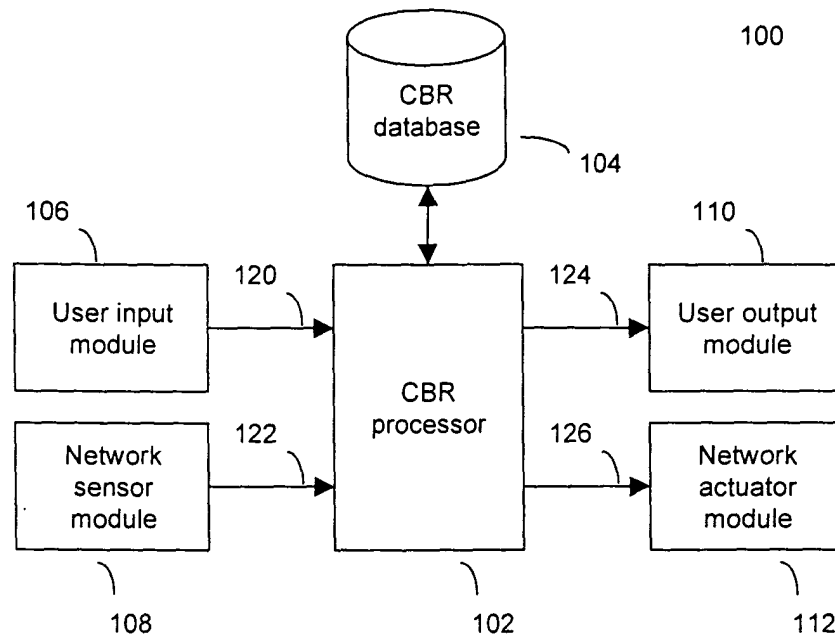 100
CBR
database
104
106
110
120
124
User input
module
User output
module
CBR
processor
122
126
Network
sensor
module
Network
actuator
module
108
102
112